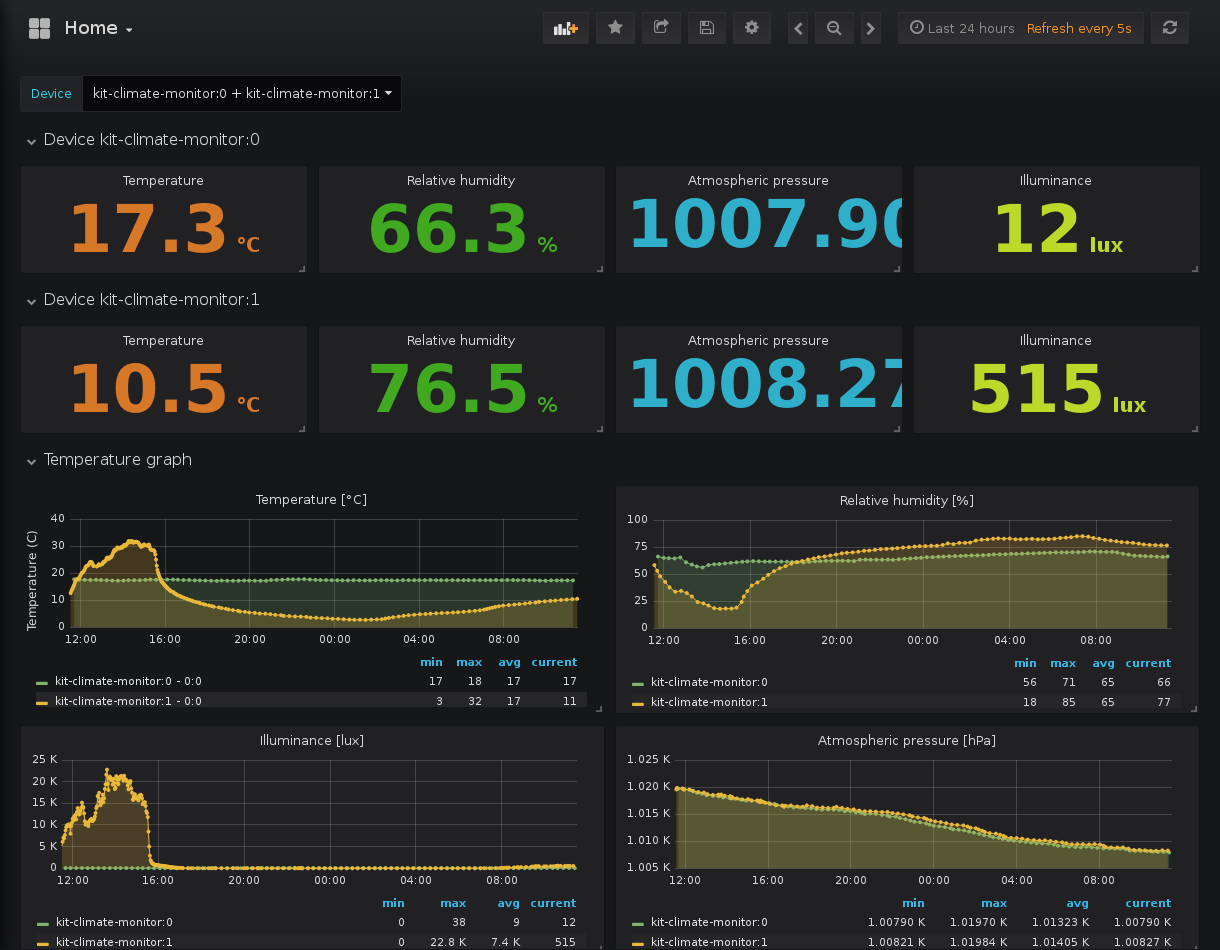 Home
Last 24 hours Refresh every 5s
Device kit-climate-monitor:0 + kit-climate-monitor:1
Device kit-climate-monitor:0
Temperature Relative humidity Atmospheric pressure Illuminance
17.3 °C 66.3 % 1007.90 12 lux
Device kit-climate-monitor:1
Temperature Relative humidity Atmospheric pressure Illuminance
10.5 °C 76.5 % 1008.27 515 lux
Temperature graph
Temperature [°C]
Temperature (C)
40
30
20
10
0
12:00 16:00 20:00 00:00 04:00 08:00
min max avg current
kit-climate-monitor:0 - 0:0 17 18 17 17
kit-climate-monitor:1 - 0:0 3 32 17 11
Relative humidity [%]
100
75
50
25
0
12:00 16:00 20:00 00:00 04:00 08:00
min max avg current
kit-climate-monitor:0 56 71 65 66
kit-climate-monitor:1 18 85 65 77
Illuminance [lux]
25 K
20 K
15 K
10 K
5 K
0
12:00 16:00 20:00 00:00 04:00 08:00
min max avg current
kit-climate-monitor:0 0 38 9 12
kit-climate-monitor:1 0 22.8 K 7.4 K 515
Atmospheric pressure [hPa]
1.025 K
1.020 K
1.015 K
1.010 K
1.005 K
12:00 16:00 20:00 00:00 04:00 08:00
min max avg current
kit-climate-monitor:0 1.00790 K 1.01970 K 1.01323 K 1.00790 K
kit-climate-monitor:1 1.00821 K 1.01984 K 1.01405 K 1.00827 K